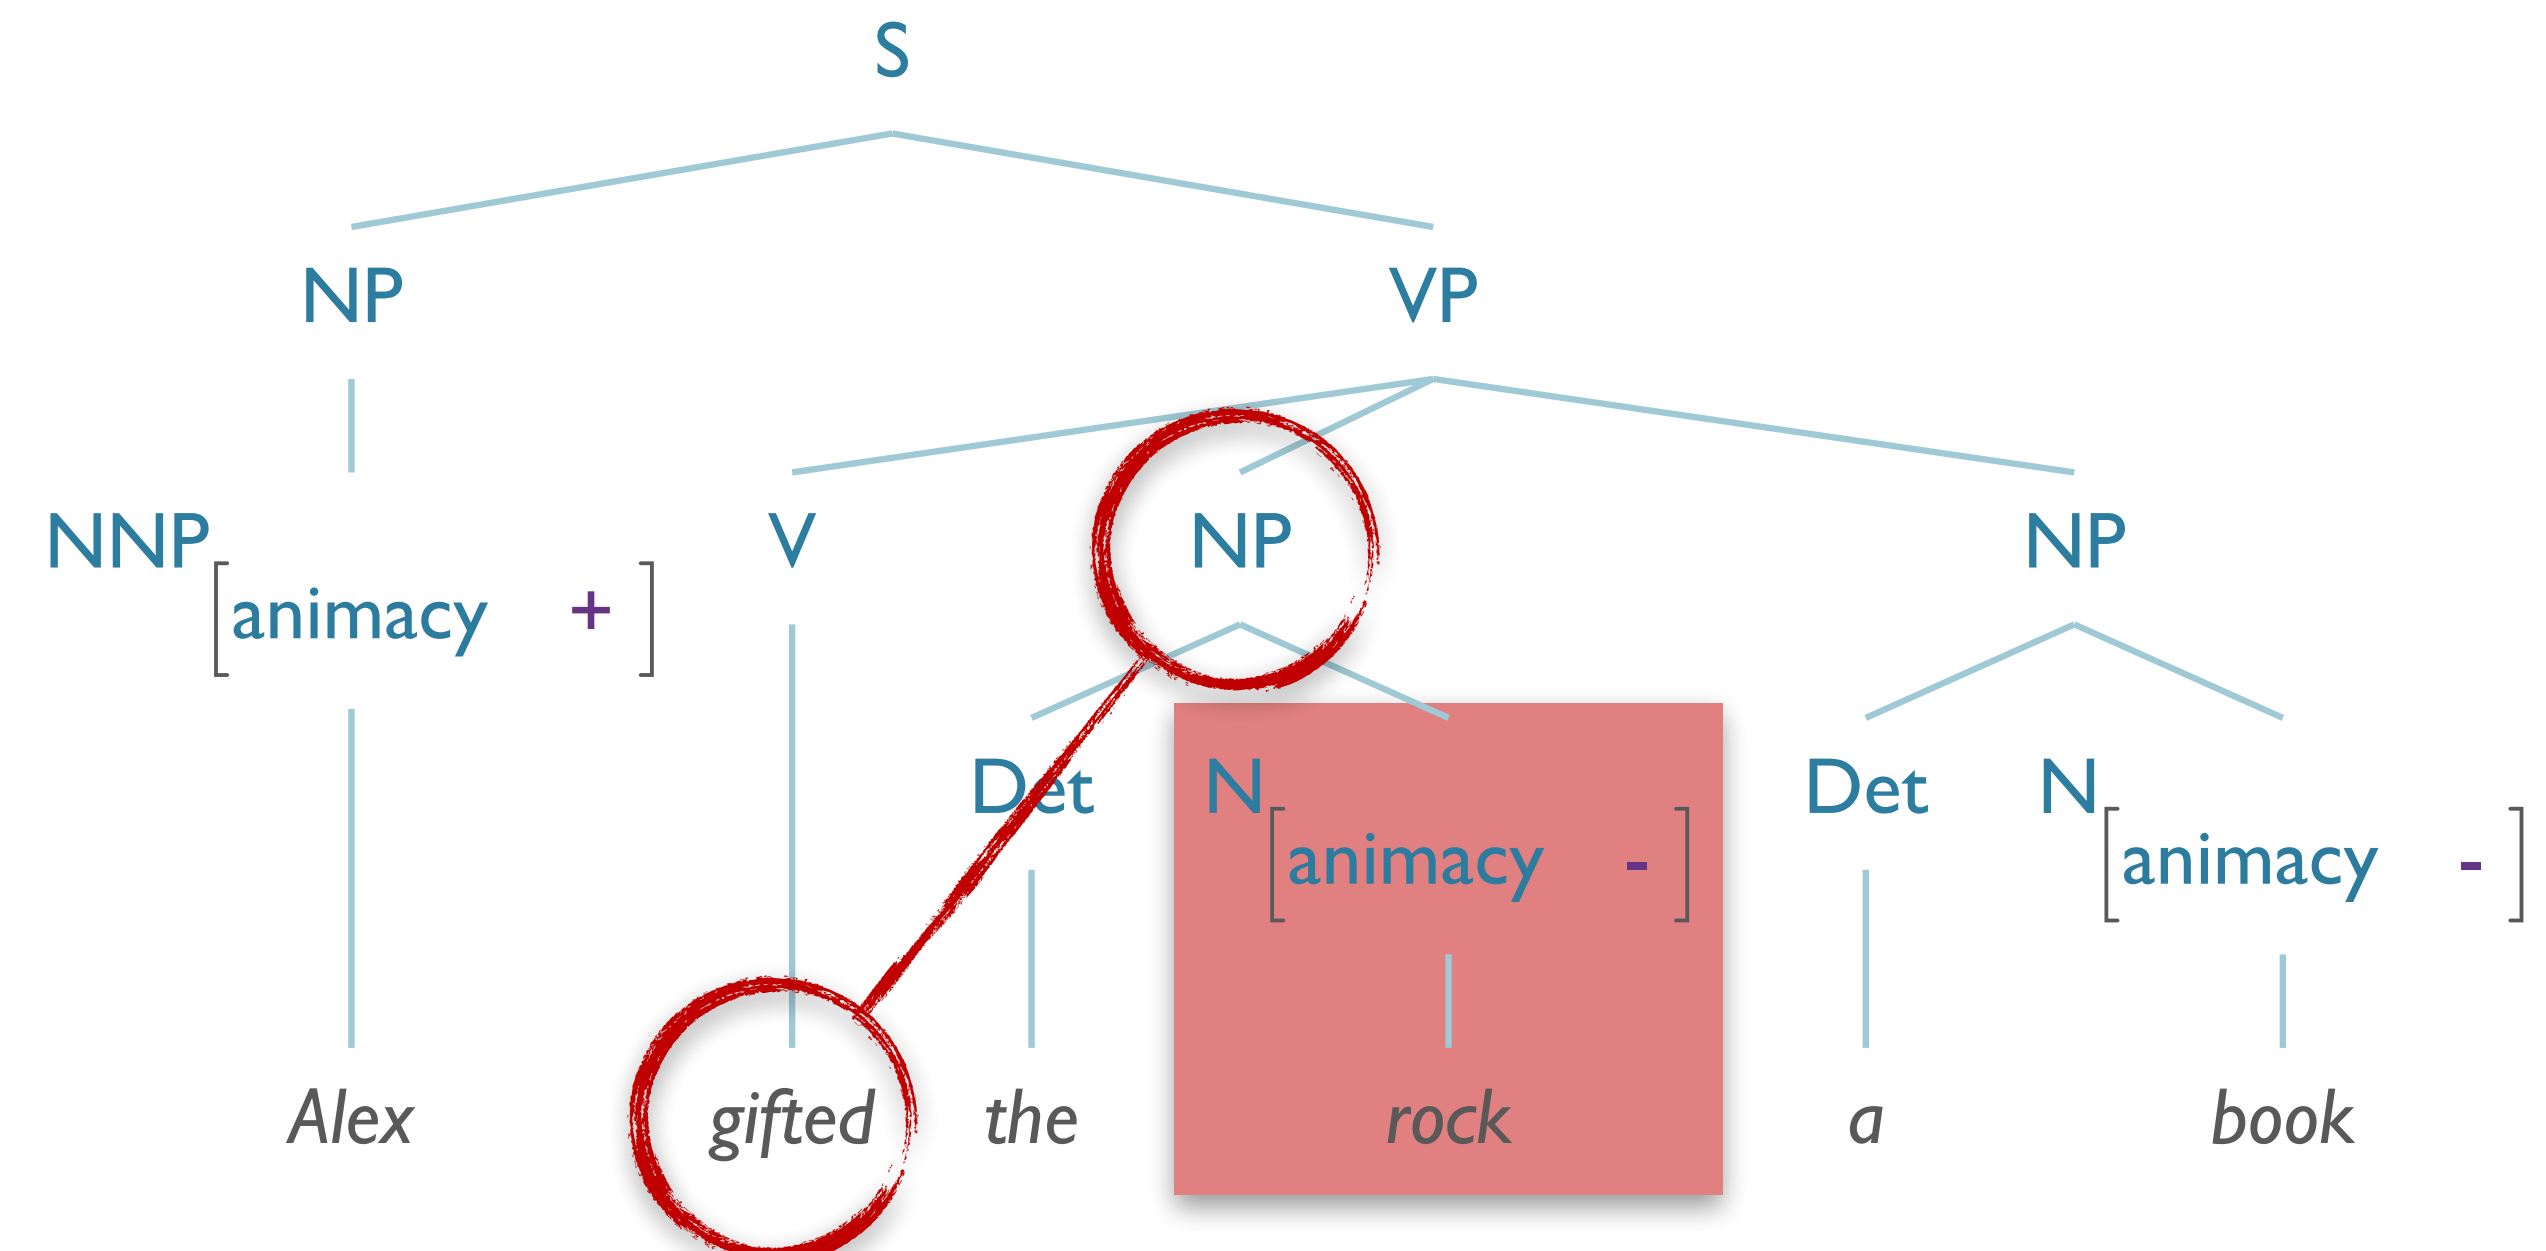 S
NP VP
NNP[animacy +] V NP NP
Det N[animacy -] Det N[animacy -]
Alex gifted the rock a book